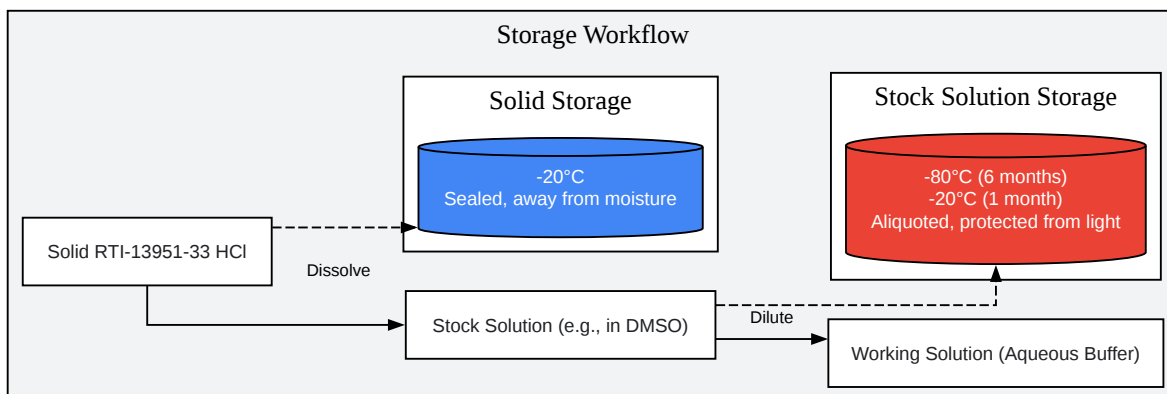 Storage Workflow
Solid Storage
-20°C
Sealed, away from moisture
Stock Solution Storage
-80°C (6 months)
-20°C (1 month)
Aliquoted, protected from light
Solid RTI-13951-33 HCl
Dissolve
Stock Solution (e.g., in DMSO)
Dilute
Working Solution (Aqueous Buffer)